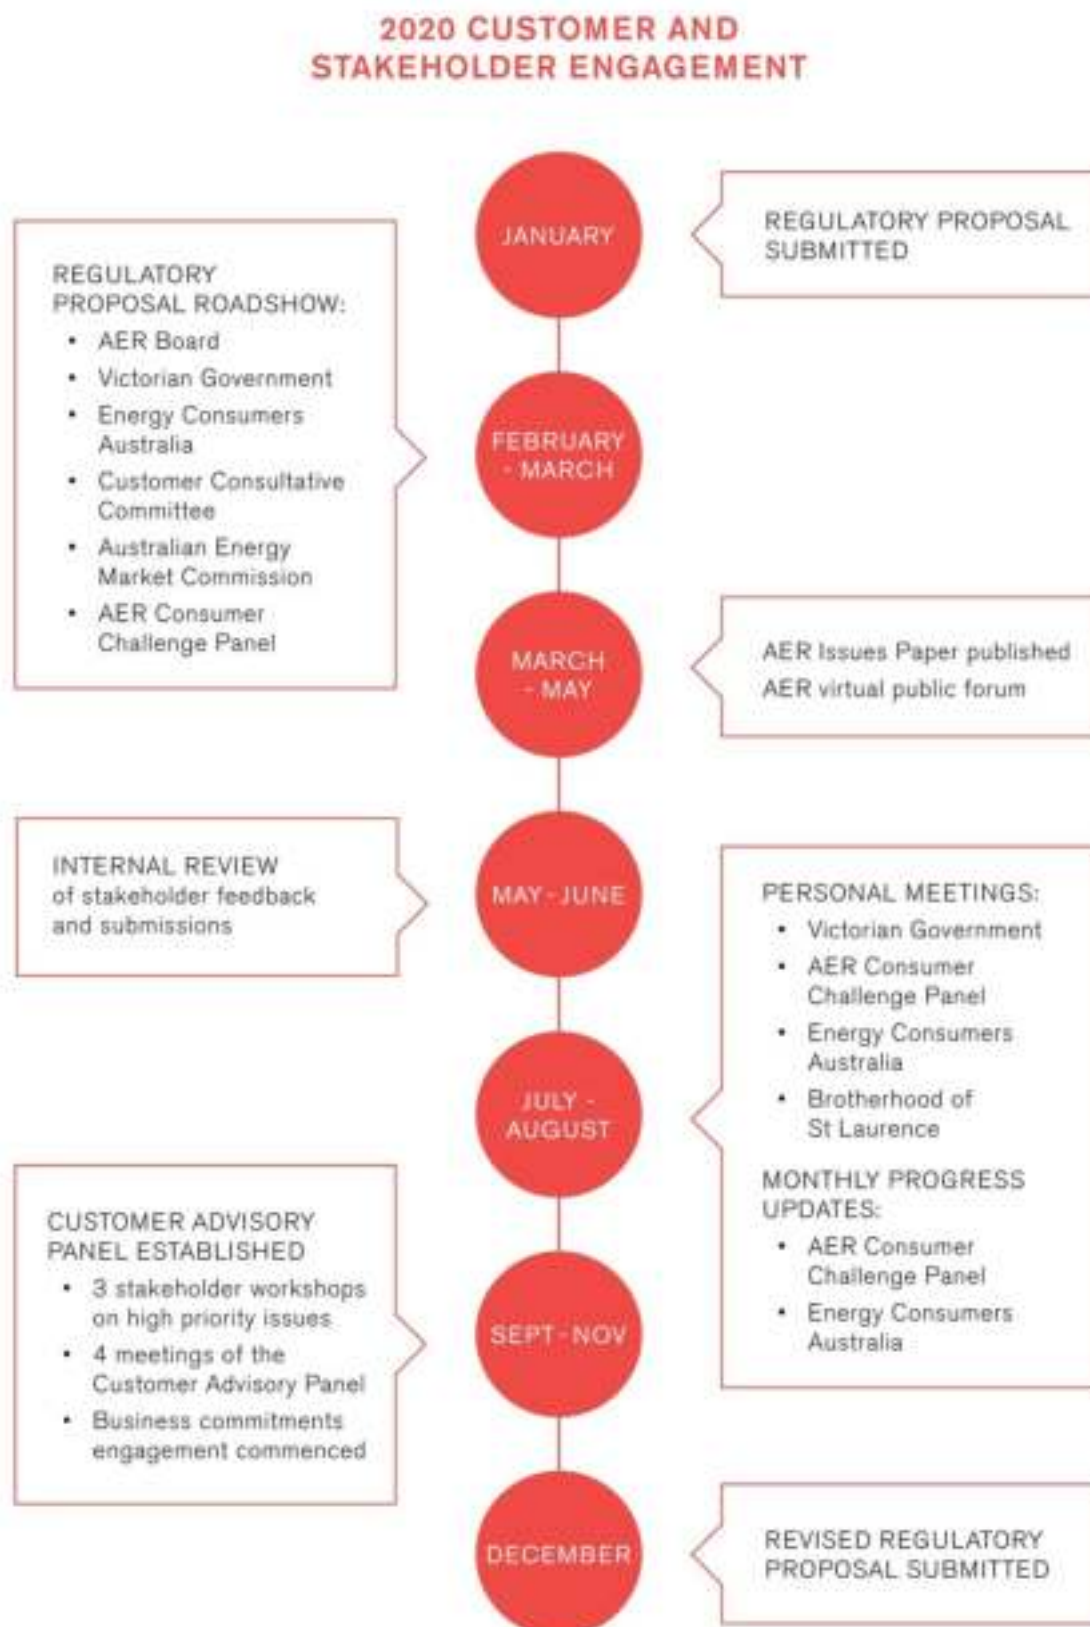 2020 CUSTOMER AND
STAKEHOLDER ENGAGEMENT
JANUARY
REGULATORY PROPOSAL
SUBMITTED
REGULATORY
PROPOSAL ROADSHOW:
• AER Board
• Victorian Government
• Energy Consumers
Australia
• Customer Consultative
Committee
• Australian Energy
Market Commission
• AER Consumer
Challenge Panel
FEBRUARY
- MARCH
MARCH
- MAY
AER Issues Paper published
AER virtual public forum
INTERNAL REVIEW
of stakeholder feedback
and submissions
MAY - JUNE
JULY -
AUGUST
PERSONAL MEETINGS:
• Victorian Government
• AER Consumer
Challenge Panel
• Energy Consumers
Australia
• Brotherhood of
St Laurence
MONTHLY PROGRESS
UPDATES:
• AER Consumer
Challenge Panel
• Energy Consumers
Australia
CUSTOMER ADVISORY
PANEL ESTABLISHED
• 3 stakeholder workshops
on high priority issues
• 4 meetings of the
Customer Advisory Panel
• Business commitments
engagement commenced
SEPT - NOV
DECEMBER
REVISED REGULATORY
PROPOSAL SUBMITTED